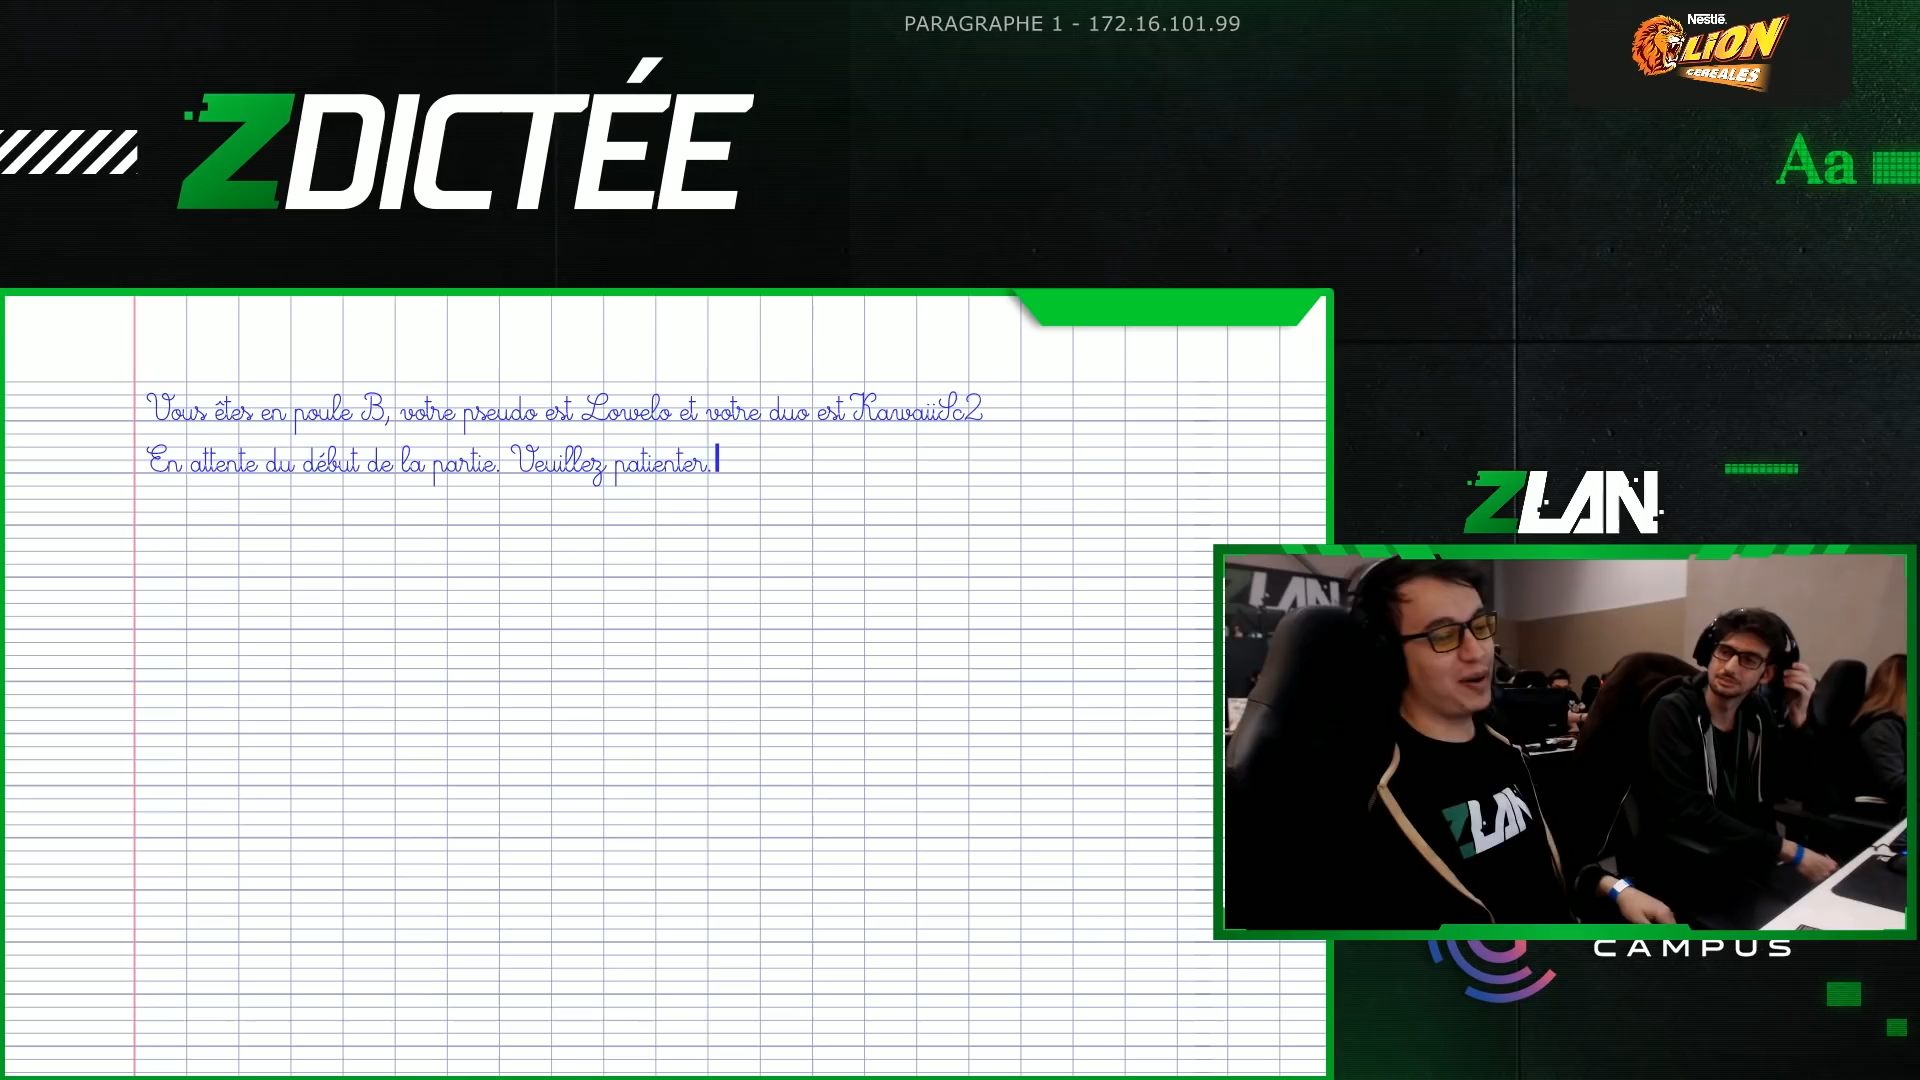 PARAGRAPHE 1 - 172.16.101.99
Nestlé
LION
CEREALES
ZDICTÉE
Aa
Vous êtes en poule B, votre pseudo est Lowelo et votre duo est KawaiiSc2
En attente du début de la partie. Veuillez patienter.
ZLAN
ZLAN
ZLAN
CAMPUS